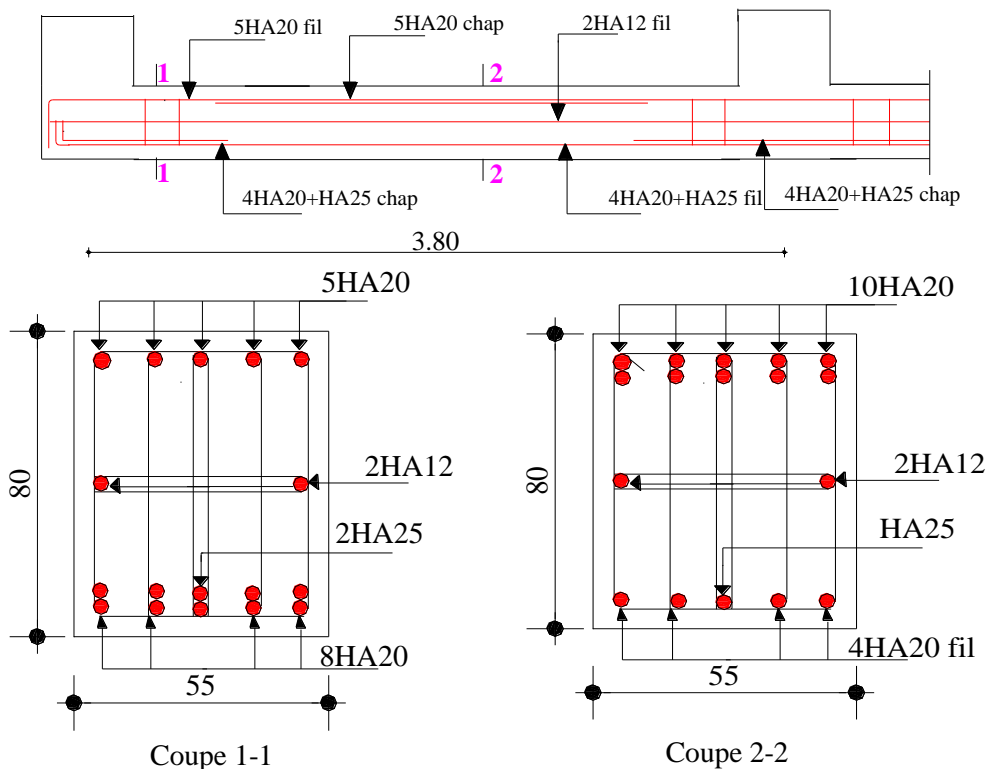 5HA20 fil
5HA20 chap
2HA12 fil
1
2
1
2
4HA20+HA25 chap
4HA20+HA25 fil
4HA20+HA25 chap
3.80
5HA20
80
2HA12
2HA25
8HA20
55
Coupe 1-1
10HA20
80
2HA12
HA25
4HA20 fil
55
Coupe 2-2